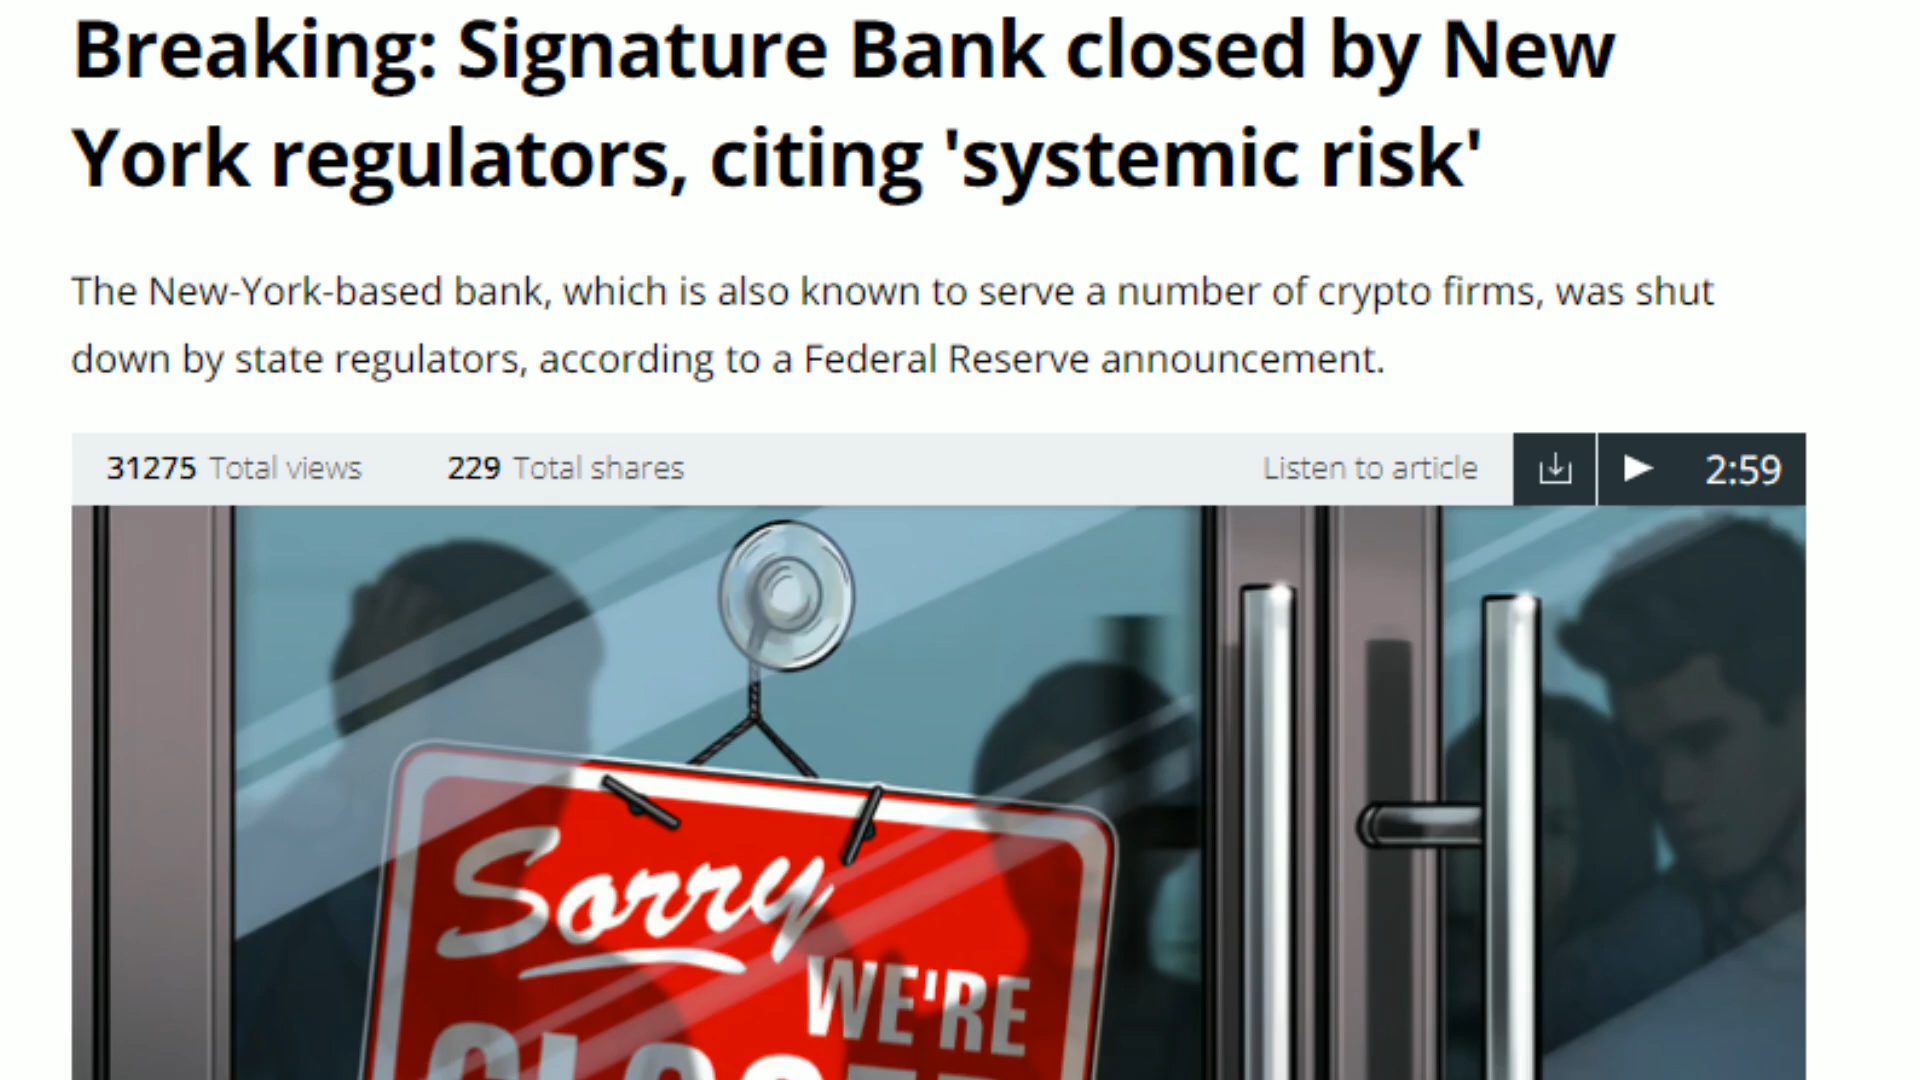 Breaking: Signature Bank closed by New
York regulators, citing 'systemic risk'
The New-York-based bank, which is also known to serve a number of crypto firms, was shut
down by state regulators, according to a Federal Reserve announcement.
31275 Total views 229 Total shares Listen to article 2:59
Sorry
WE'RE
CLOSED